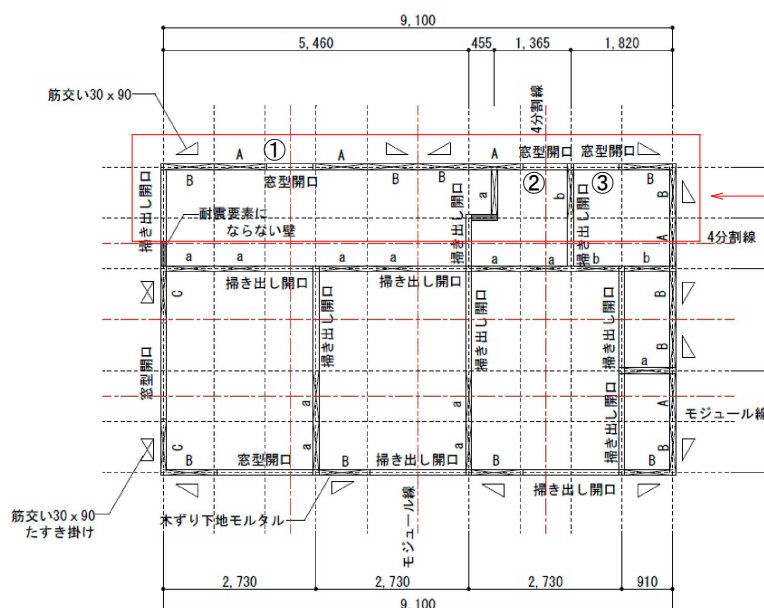 9,100
5,460
455
1,365
1,820
筋交い30 x 90
4分割線
A
①
A
A
窓型開口
窓型開口
B
窓型開口
B
B
②
③
B
掃き出し開口
掃き出し開口
掃き出し開口
a
b
B
A
耐震要素に
ならない壁
4分割線
a
a
a
a
a
a
b
b
掃き出し開口
掃き出し開口
C
掃き出し開口
掃き出し開口
掃き出し開口
B
B
a
窓型開口
a
a
a
a
掃き出し開口
A
B
モジュール線
C
B
窓型開口
B
掃き出し開口
B
B
掃き出し開口
筋交い30 x 90
たすき掛け
木ずり下地モルタル
モジュール線
2,730
2,730
2,730
910
9,100